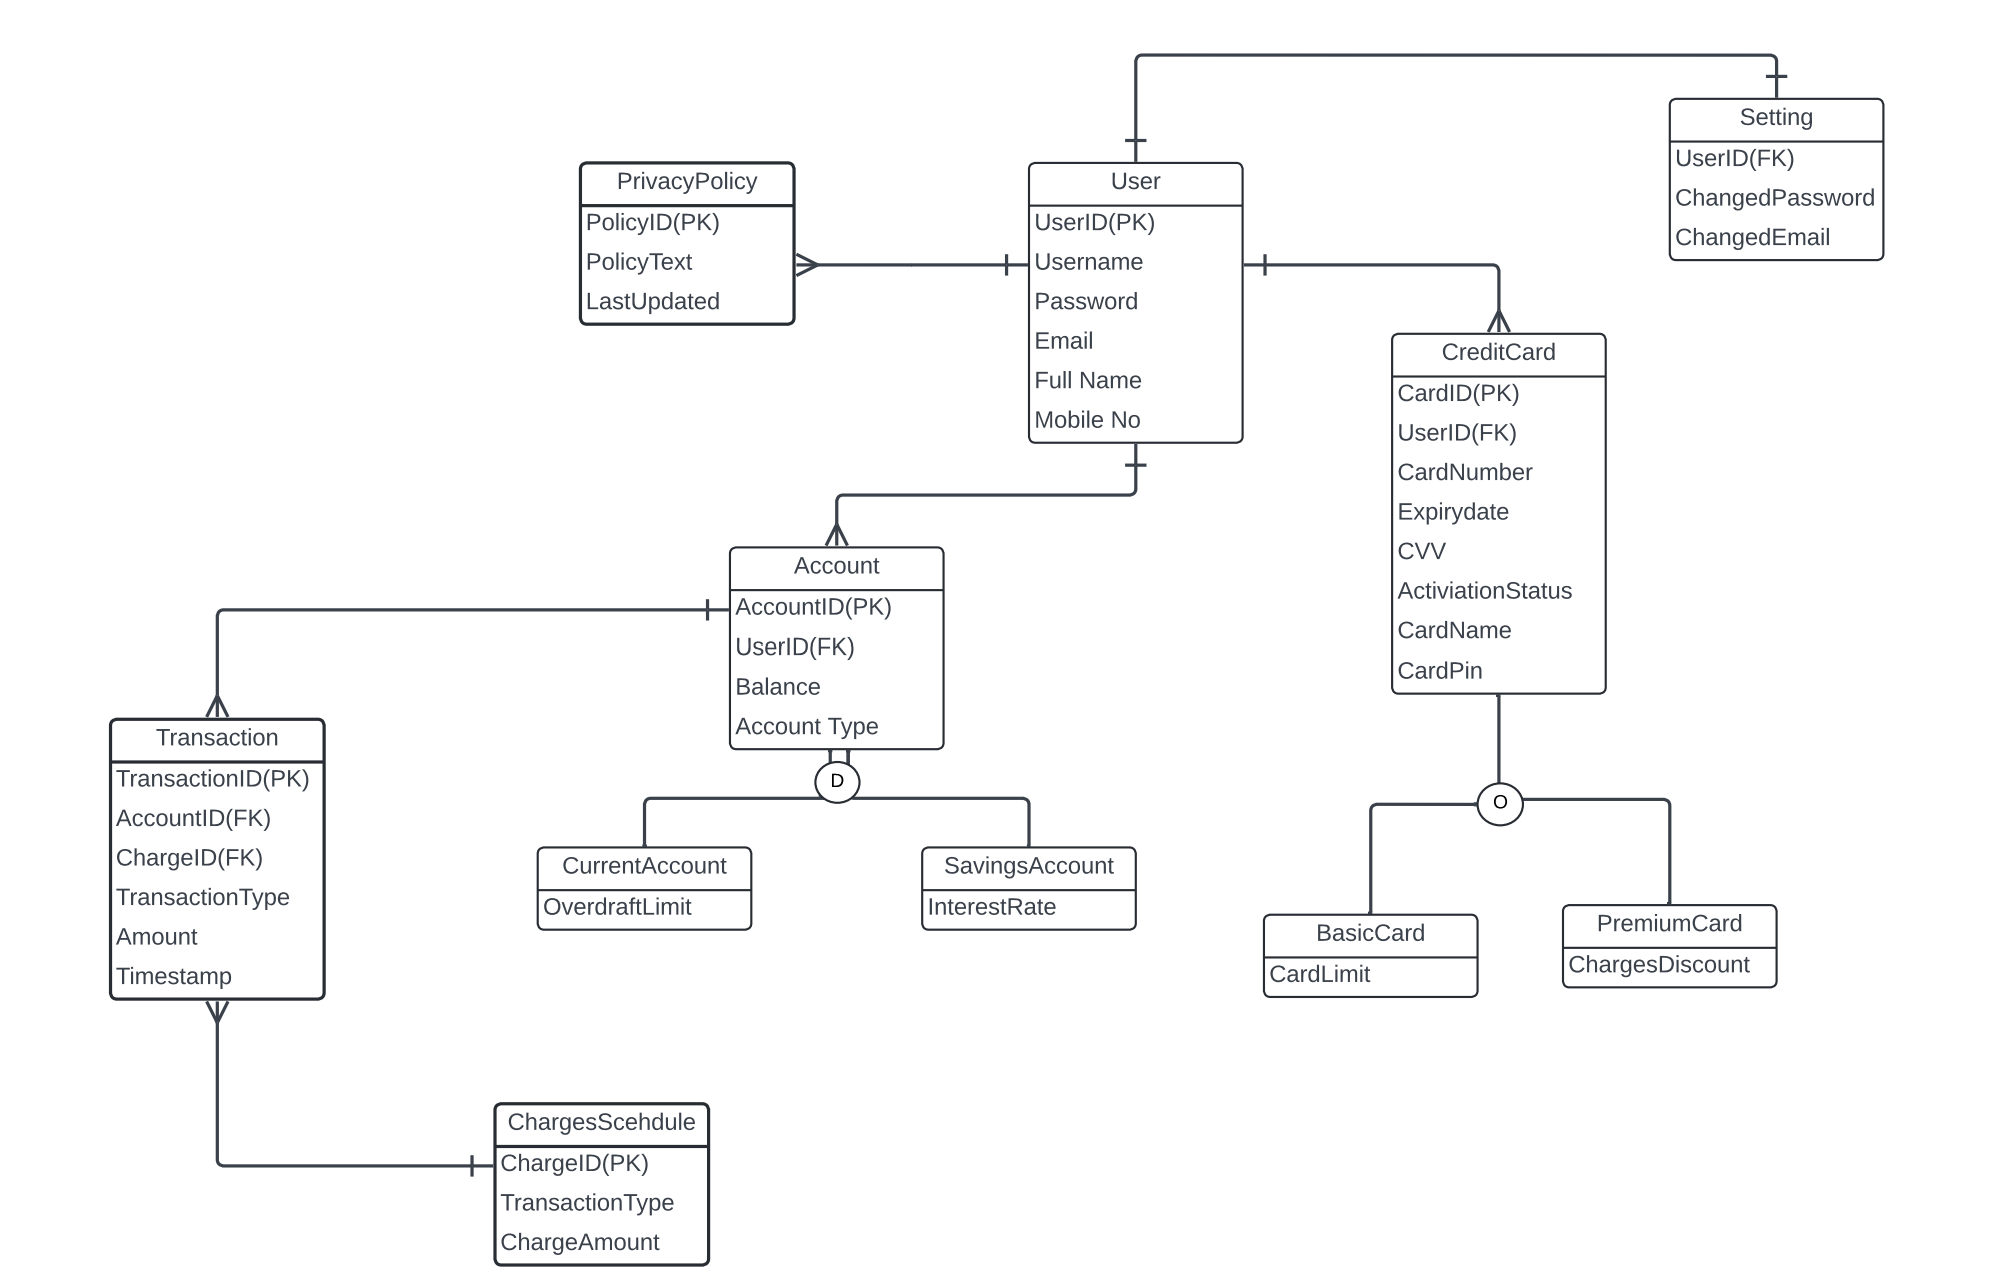 Setting
UserID(FK)
ChangedPassword
ChangedEmail
PrivacyPolicy
PolicyID(PK)
PolicyText
LastUpdated
User
UserID(PK)
Username
Password
Email
Full Name
Mobile No
CreditCard
CardID(PK)
UserID(FK)
CardNumber
Expirydate
CVV
ActiviationStatus
CardName
CardPin
Account
AccountID(PK)
UserID(FK)
Balance
Account Type
Transaction
TransactionID(PK)
AccountID(FK)
ChargeID(FK)
TransactionType
Amount
Timestamp
D
O
CurrentAccount
OverdraftLimit
SavingsAccount
InterestRate
BasicCard
CardLimit
PremiumCard
ChargesDiscount
ChargesScehdule
ChargeID(PK)
TransactionType
ChargeAmount